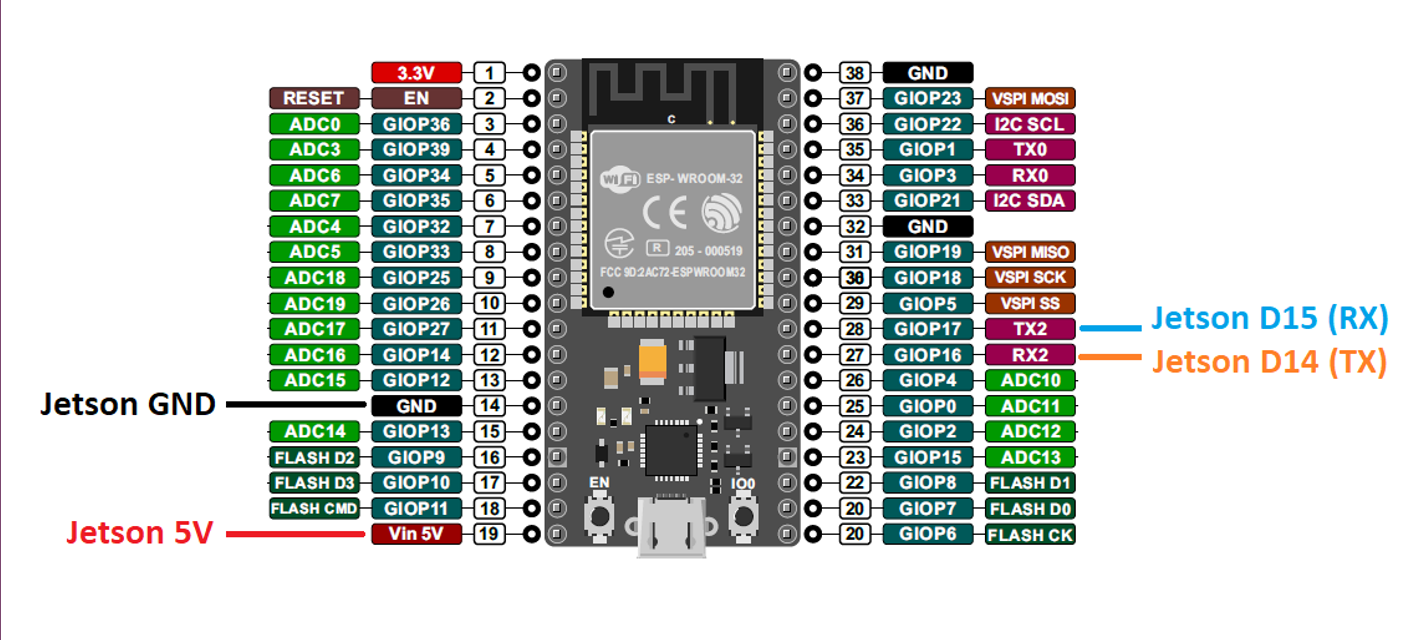 3.3V 1 38 GND
RESET EN 2 37 GIOP23 VSPI MOSI
ADC0 GIOP36 3 36 GIOP22 I2C SCL
C
ADC3 GIOP39 4 35 GIOP1 TX0
ADC6 GIOP34 5 34 GIOP3 RX0
WiFi ESP-WROOM-32
ADC7 GIOP35 6 33 GIOP21 I2C SDA
CE
ADC4 GIOP32 7 32 GND
ADC5 GIOP33 8 31 GIOP19 VSPI MISO
R 205-000519
ADC18 GIOP25 9 30 GIOP18 VSPI SCK
FCC 9D:2AC72-ESPWROOM32
ADC19 GIOP26 10 29 GIOP5 VSPI SS
ADC17 GIOP27 11 28 GIOP17 TX2 Jetson D15 (RX)
ADC16 GIOP14 12 27 GIOP16 RX2 Jetson D14 (TX)
ADC15 GIOP12 13 26 GIOP4 ADC10
Jetson GND GND 14 25 GIOP0 ADC11
ADC14 GIOP13 15 24 GIOP2 ADC12
FLASH D2 GIOP9 16 23 GIOP15 ADC13
FLASH D3 GIOP10 17 EN IO0 22 GIOP8 FLASH D1
FLASH CMD GIOP11 18 20 GIOP7 FLASH D0
Jetson 5V Vin 5V 19 20 GIOP6 FLASH CK